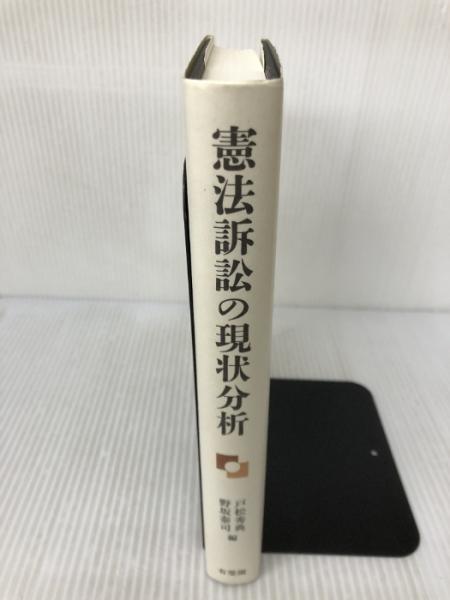 憲法訴訟の現状分析
戸松秀典
野坂泰司
編
有斐閣